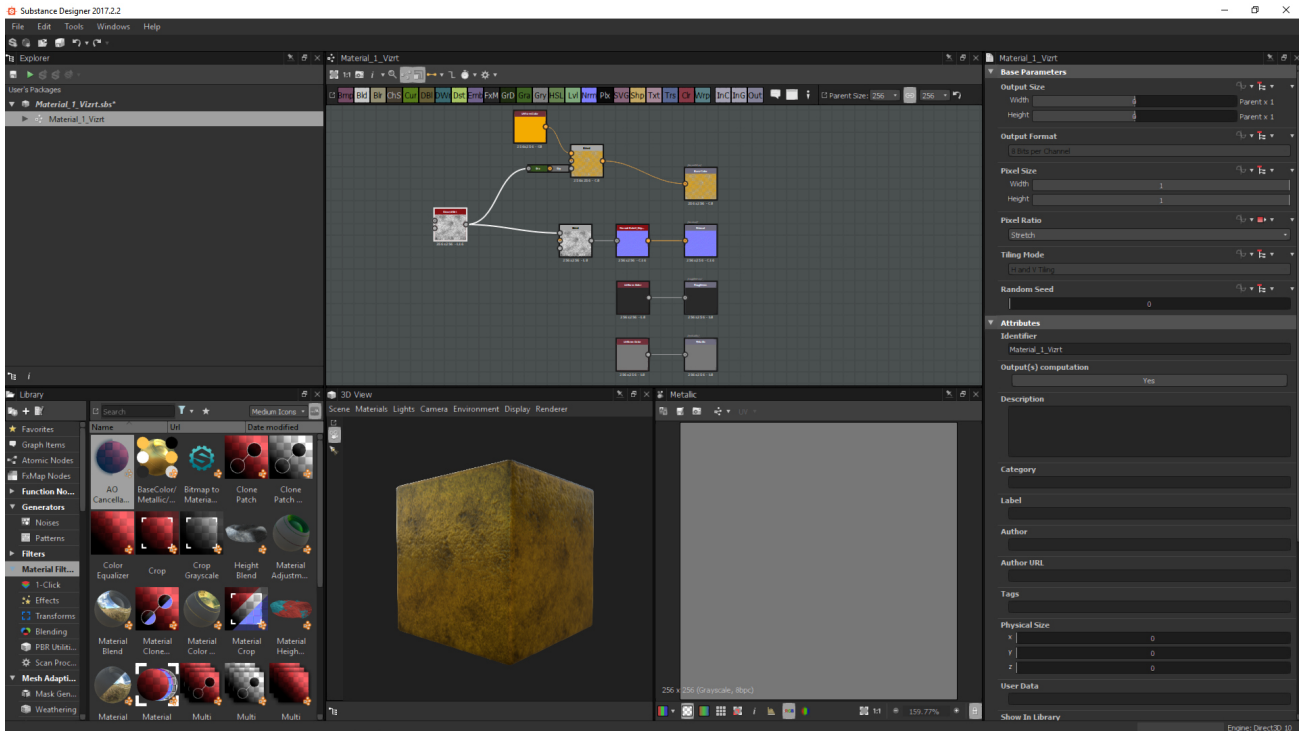 Substance Designer 2017.2.2
File Edit Tools Windows Help
Explorer
User's Packages
Material_1_Vizrt.sbs*
Material_1_Vizrt
Library
Search
Medium Icons
Name Url Date modified
Favorites
Graph Items
Atomic Nodes
FxMap Nodes
Function No...
Generators
Noises
Patterns
Filters
Material Filt...
1-Click
Effects
Transforms
Blending
PBR Utiliti...
Scan Proc...
Mesh Adapti...
Mask Gen...
Weathering
AO Cancella...
BaseColor/ Metallic/...
Bitmap to Materia...
Clone Patch
Clone Patch ...
Color Equalizer
Crop
Crop Grayscale
Height Blend
Material Adjustm...
Material Blend
Material Clone...
Material Color ...
Material Crop
Material Heigh...
Material
Material
Multi
Multi
Multi
Material_1_Vizrt
1:1
Bmp Bld Blr ChS Cur DBl DWr Dst Emb FxM GrD Gra Gry HSL Lvl Nrm Plx SVG Shp Txt Trs Clr Wrp InC InG Out
Parent Size: 256 256
3D View
Scene Materials Lights Camera Environment Display Renderer
Metallic
256 x 256 (Grayscale, 8bpc)
1:1 159.77%
Material_1_Vizrt
Base Parameters
Output Size
Width Parent x 1
Height Parent x 1
Output Format
8 Bits per Channel
Pixel Size
Width 1
Height 1
Pixel Ratio
Stretch
Tiling Mode
H and V Tiling
Random Seed
0
Attributes
Identifier
Material_1_Vizrt
Output(s) computation
Yes
Description
Category
Label
Author
Author URL
Tags
Physical Size
x 0
y 0
z 0
User Data
Show In Library
Engine: Direct3D 10